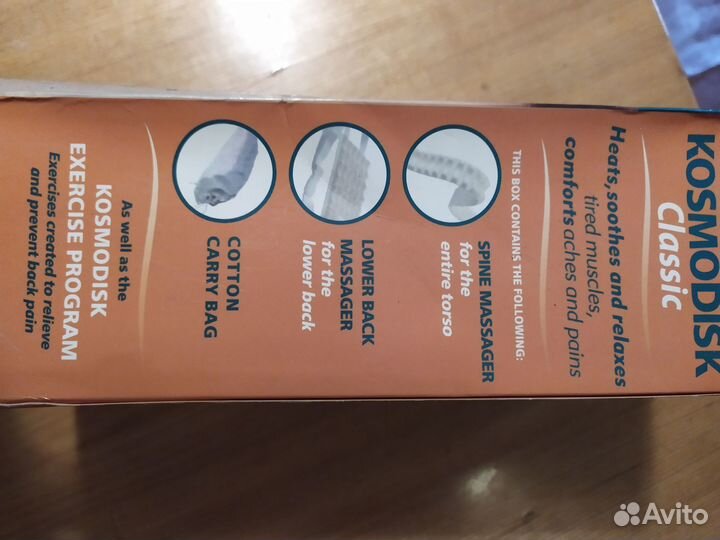 KOSMODISK
Classic
Heats, soothes and relaxes
tired muscles,
comforts aches and pains
THIS BOX CONTAINS THE FOLLOWING:
SPINE MASSAGER
for the
entire torso
LOWER BACK
MASSAGER
for the
lower back
COTTON
CARRY BAG
As well as the
KOSMODISK
EXERCISE PROGRAM
Exercises created to relieve
and prevent back pain
Avito